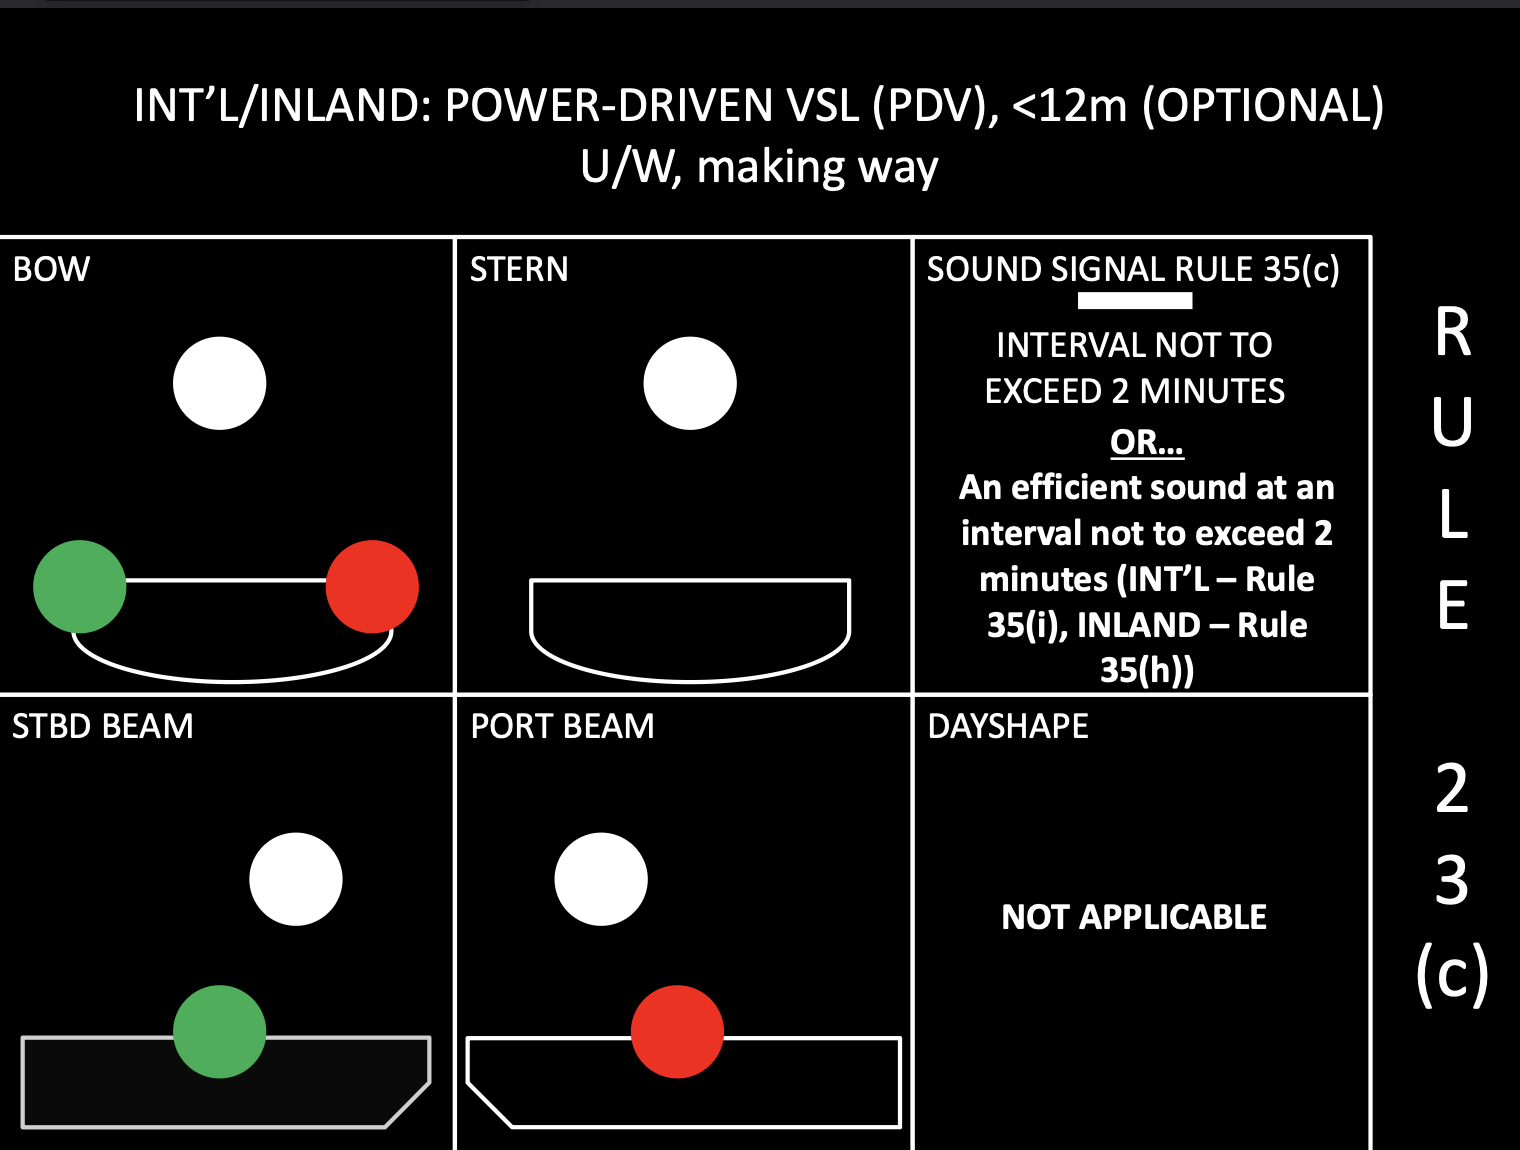 INT’L/INLAND: POWER-DRIVEN VSL (PDV), <12m (OPTIONAL)
U/W, making way
BOW
STERN
SOUND SIGNAL RULE 35(c)
INTERVAL NOT TO
EXCEED 2 MINUTES
OR...
An efficient sound at an
interval not to exceed 2
minutes (INT’L – Rule
35(i), INLAND – Rule
35(h))
STBD BEAM
PORT BEAM
DAYSHAPE
NOT APPLICABLE
R
U
L
E
2
3
(c)